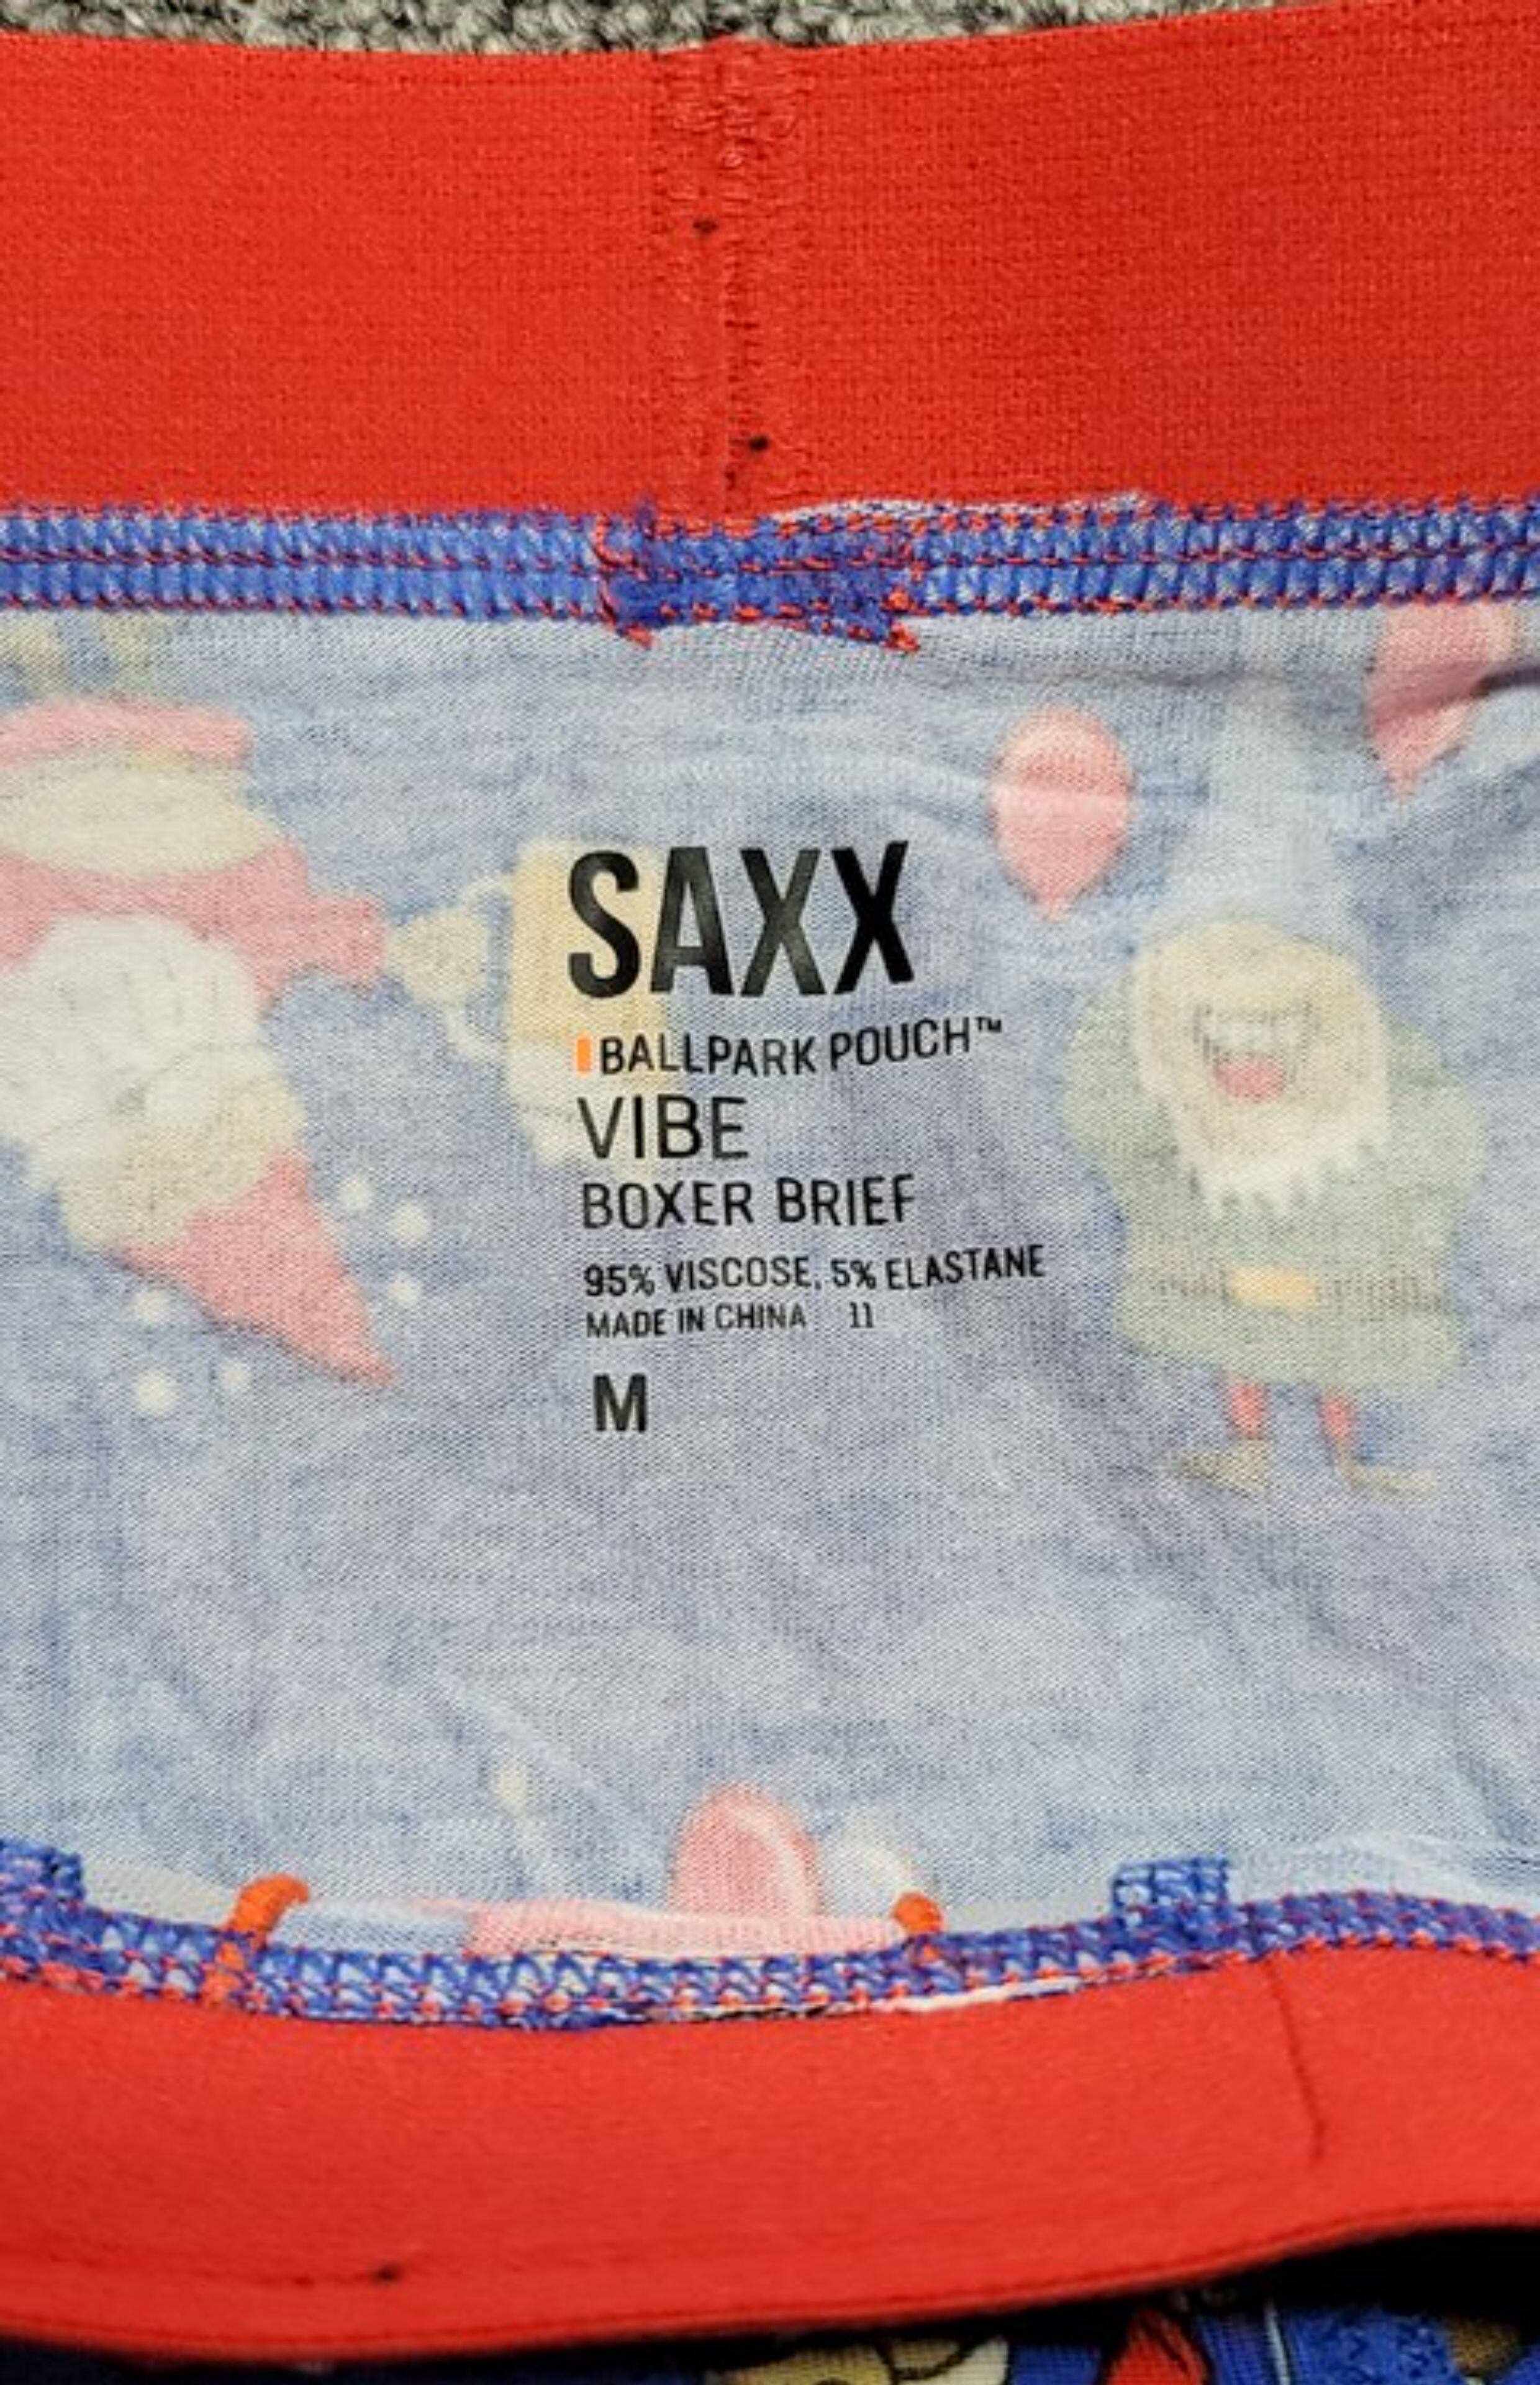 SAXX
BALLPARK POUCH™
VIBE
BOXER BRIEF
95% VISCOSE, 5% ELASTANE
MADE IN CHINA 11
M